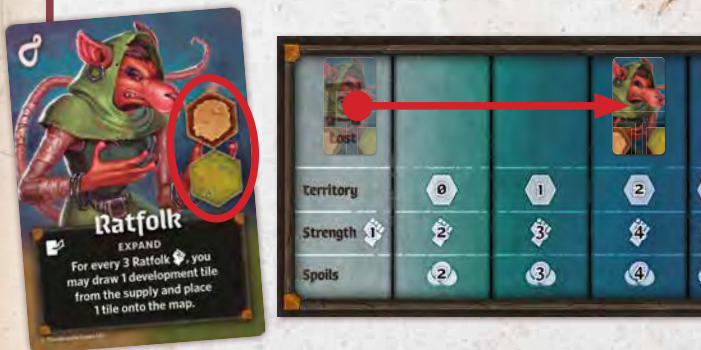 Ratfolk
EXPAND
For every 3 Ratfolk, you
may draw 1 development tile
from the supply and place
1 tile onto the map.
Lost
Territory 0 1 2
Strength 1 2 3 4
Spoils 2 3 4